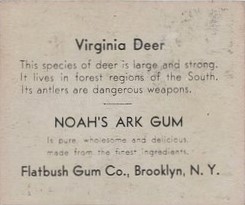 Virginia Deer
This species of deer is large and strong.
It lives in forest regions of the South.
Its antlers are dangerous weapons.
NOAH'S ARK GUM
Is pure, wholesome and delicious,
made from the finest ingredients.
Flatbush Gum Co., Brooklyn, N. Y.